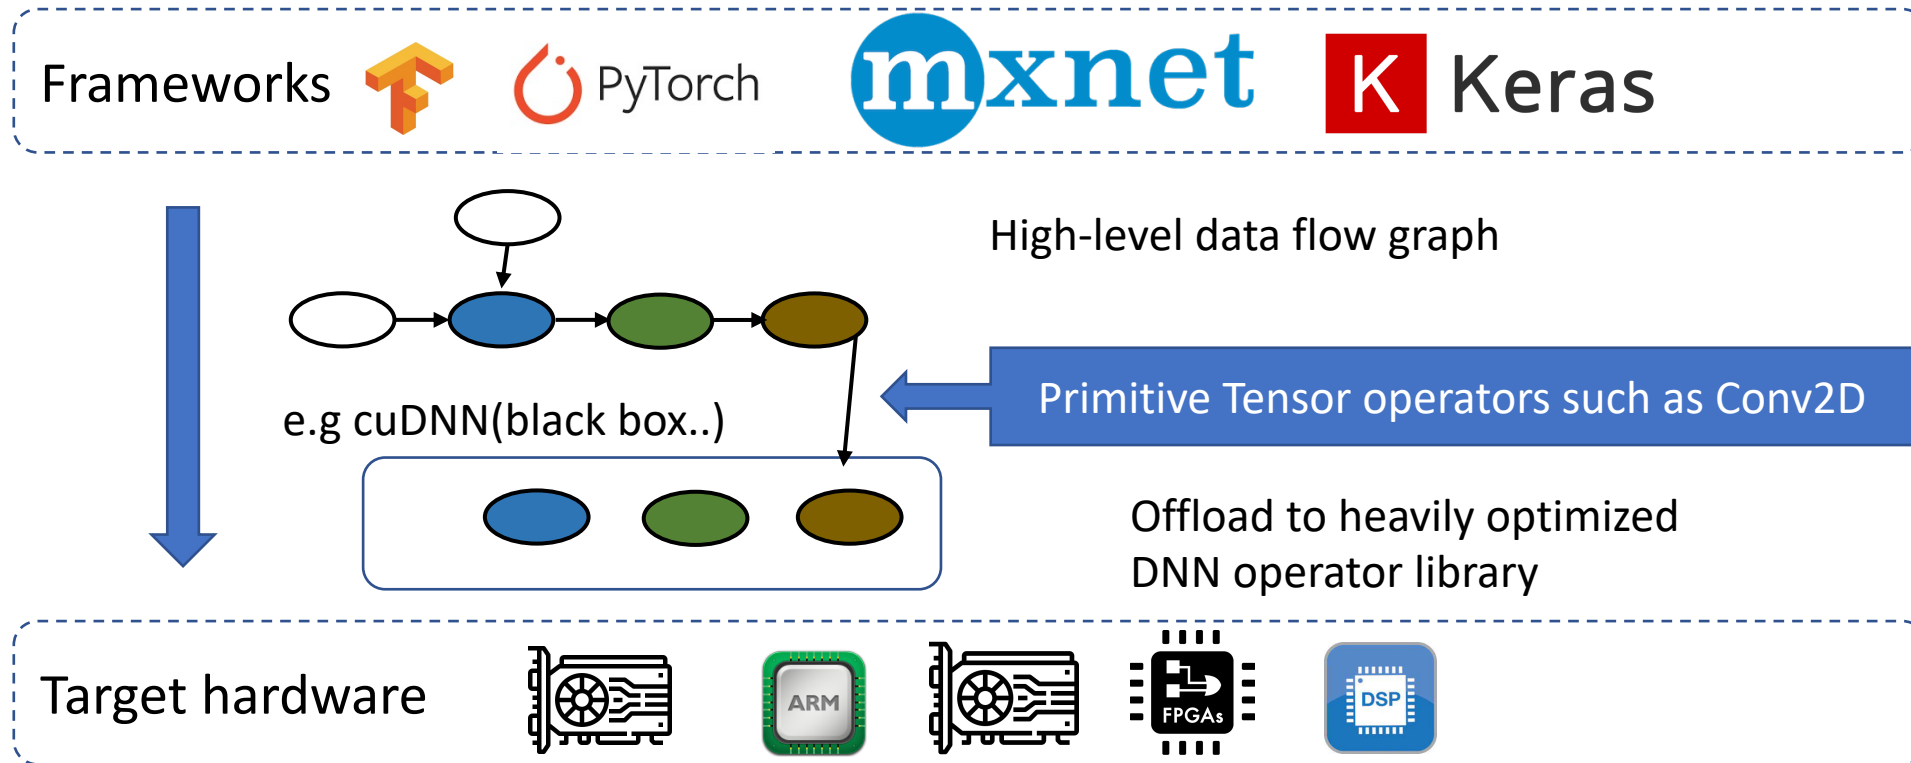 Frameworks
PyTorch
mxnet
K Keras
High-level data flow graph
Primitive Tensor operators such as Conv2D
e.g cuDNN(black box..)
Offload to heavily optimized
DNN operator library
Target hardware
ARM
FPGAs
DSP